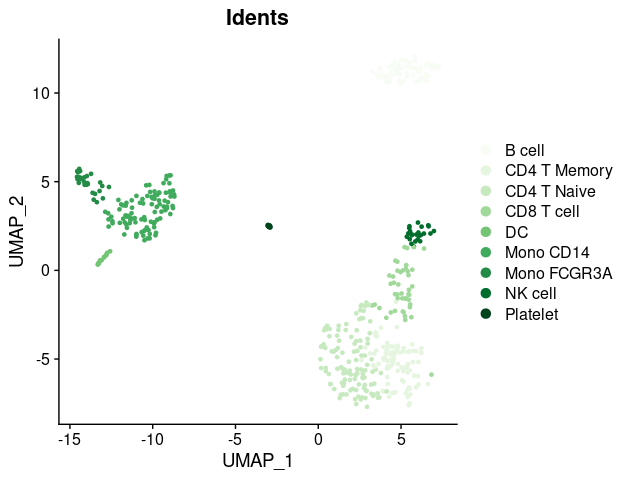 Idents
UMAP_2
10
5
0
-5
-15
-10
-5
0
5
UMAP_1
B cell
CD4 T Memory
CD4 T Naive
CD8 T cell
DC
Mono CD14
Mono FCGR3A
NK cell
Platelet